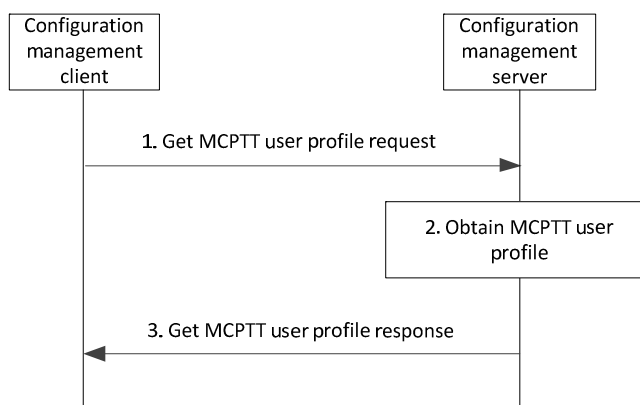 Configuration
management
client
Configuration
management
server
1. Get MCPTT user profile request
2. Obtain MCPTT user
profile
3. Get MCPTT user profile response